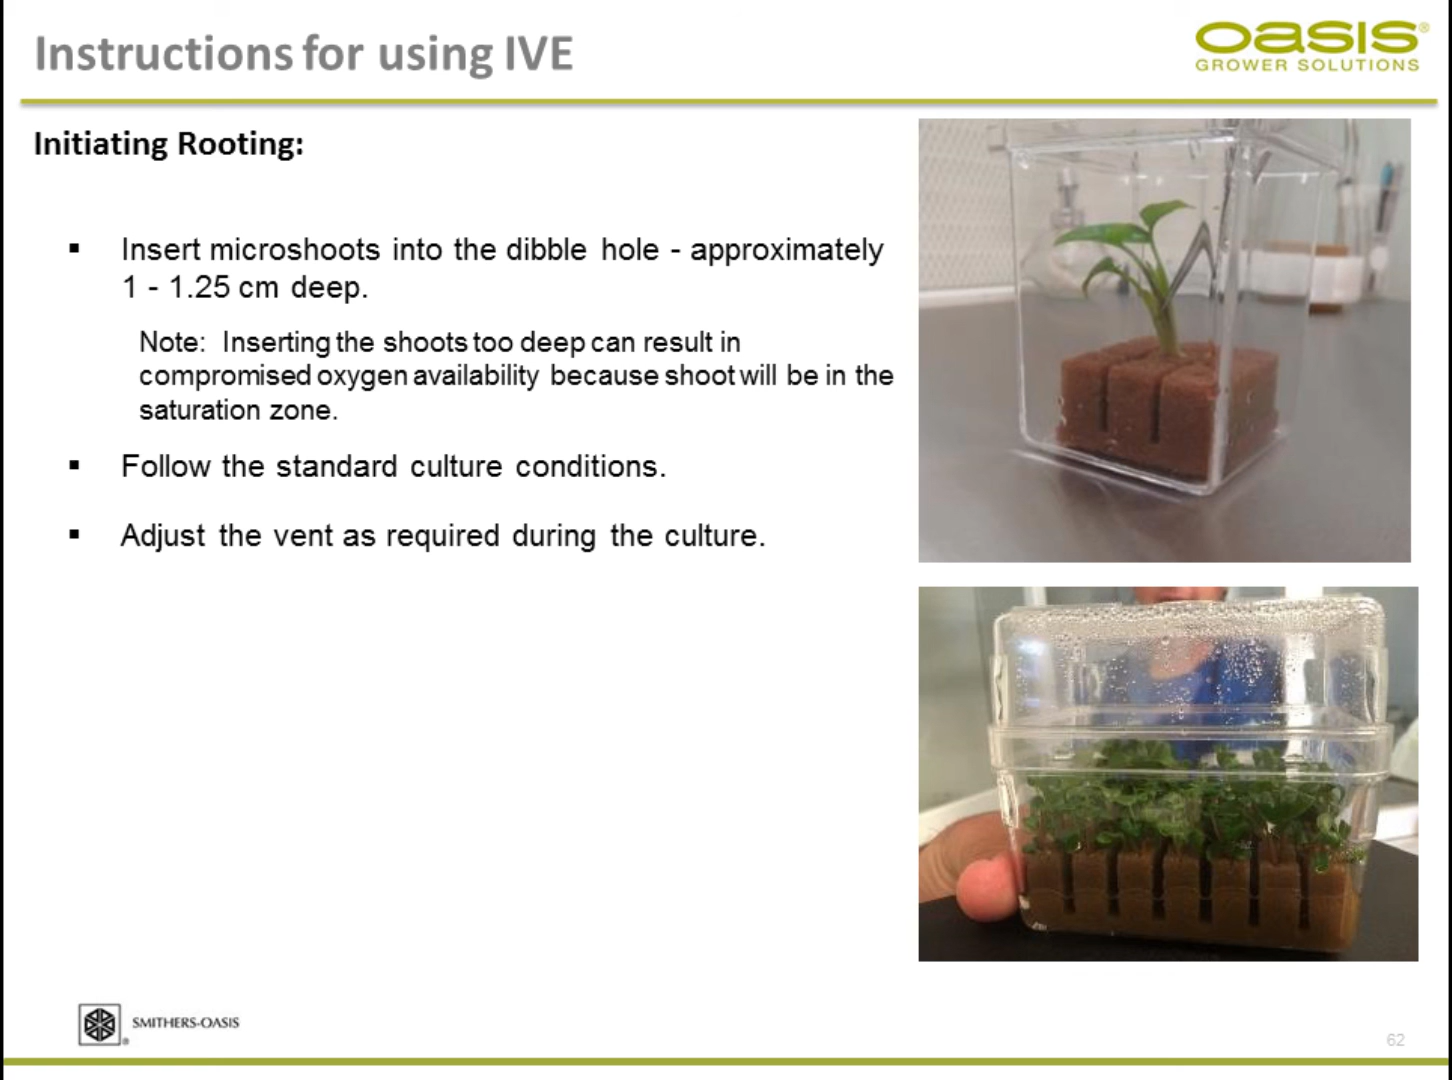 Instructions for using IVE
oasis®
GROWER SOLUTIONS
Initiating Rooting:
▪ Insert microshoots into the dibble hole - approximately
1 - 1.25 cm deep.
Note: Inserting the shoots too deep can result in
compromised oxygen availability because shoot will be in the
saturation zone.
▪ Follow the standard culture conditions.
▪ Adjust the vent as required during the culture.
SMITHERS-OASIS
62